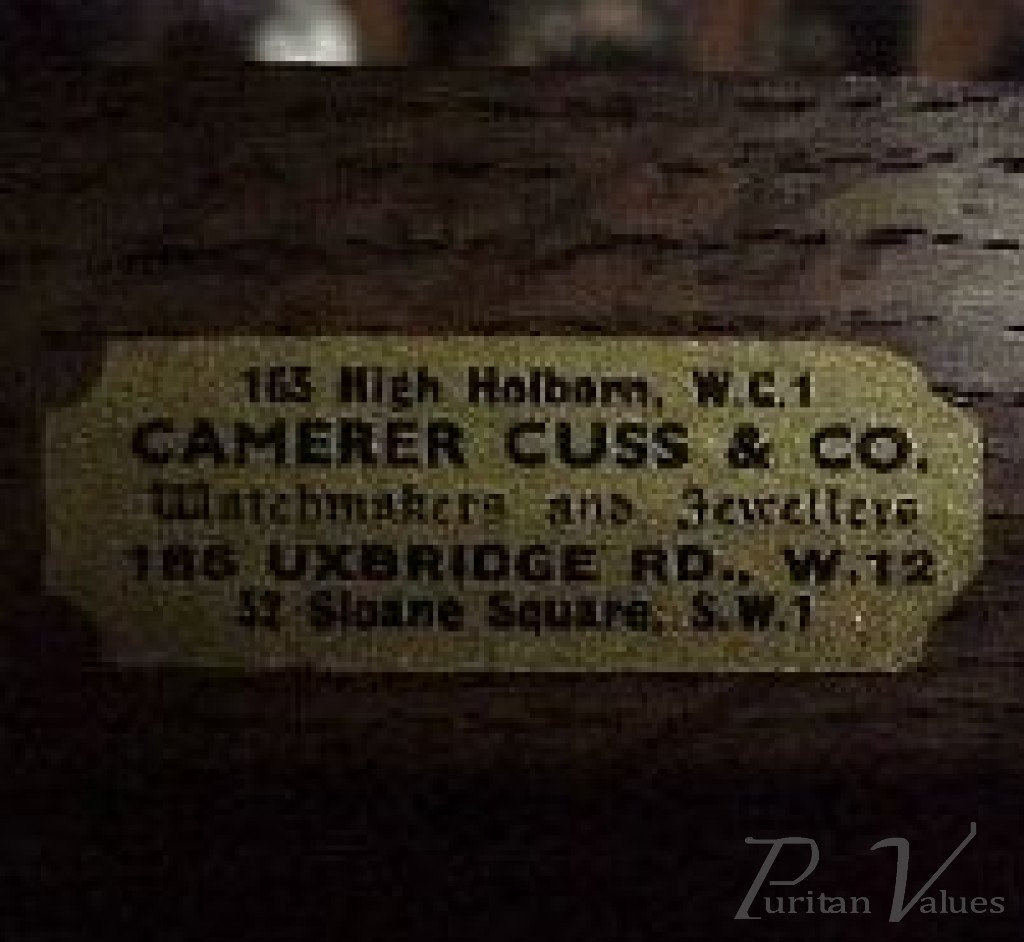 163 High Holborn, W.C.1
CAMERER CUSS & CO.
Watchmakers and Jewellers
186 UXBRIDGE RD., W.12
32 Sloane Square, S.W.1
Puritan Values